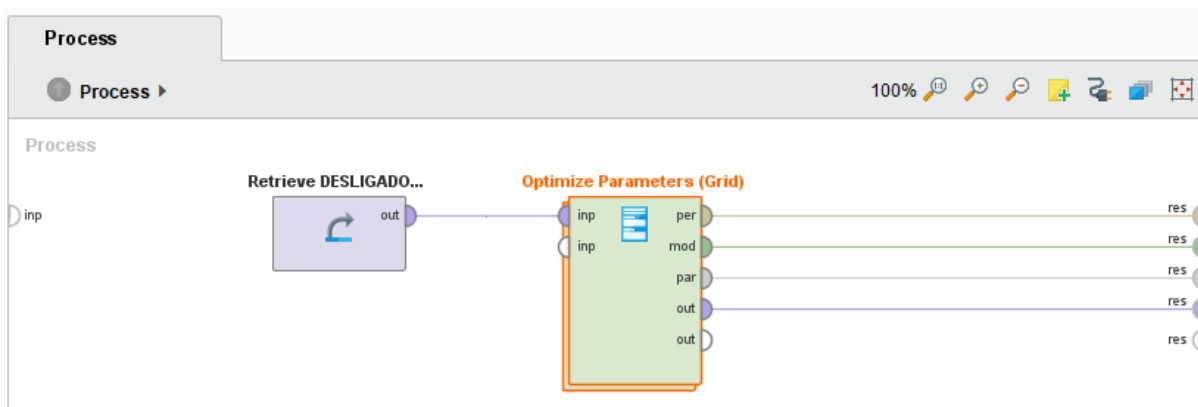 Process
Process
100%
Process
Retrieve DESLIGADO...
Optimize Parameters (Grid)
inp
out
inp
per
res
inp
mod
res
par
res
out
res
out
res